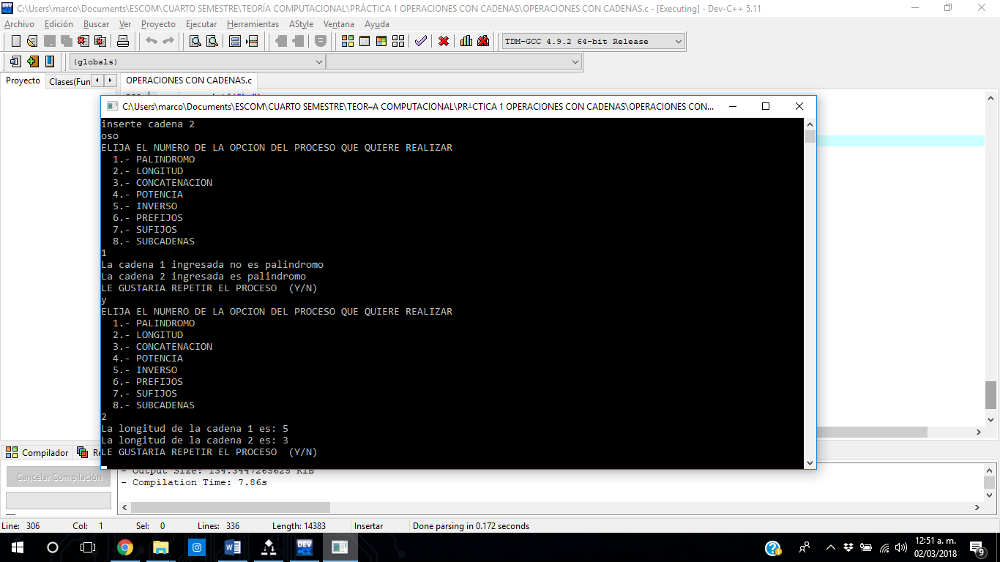 C:\Users\marco\Documents\ESCOM\CUARTO SEMESTRE\TEORÍA COMPUTACIONAL\PRÁCTICA 1 OPERACIONES CON CADENAS\OPERACIONES CON CADENAS.c - [Executing] - Dev-C++ 5.11
Archivo Edición Buscar Ver Proyecto Ejecutar Herramientas AStyle Ventana Ayuda
TDM-GCC 4.9.2 64-bit Release
(globals)
Proyecto Clases(Fun OPERACIONES CON CADENAS.c
C:\Users\marco\Documents\ESCOM\CUARTO SEMESTRE\TEOR═A COMPUTACIONAL\PR┴CTICA 1 OPERACIONES CON CADENAS\OPERACIONES CON...
inserte cadena 2
oso
ELIJA EL NUMERO DE LA OPCION DEL PROCESO QUE QUIERE REALIZAR
1.- PALINDROMO
2.- LONGITUD
3.- CONCATENACION
4.- POTENCIA
5.- INVERSO
6.- PREFIJOS
7.- SUFIJOS
8.- SUBCADENAS
1
La cadena 1 ingresada no es palindromo
La cadena 2 ingresada es palindromo
LE GUSTARIA REPETIR EL PROCESO (Y/N)
y
ELIJA EL NUMERO DE LA OPCION DEL PROCESO QUE QUIERE REALIZAR
1.- PALINDROMO
2.- LONGITUD
3.- CONCATENACION
4.- POTENCIA
5.- INVERSO
6.- PREFIJOS
7.- SUFIJOS
8.- SUBCADENAS
2
La longitud de la cadena 1 es: 5
La longitud de la cadena 2 es: 3
LE GUSTARIA REPETIR EL PROCESO (Y/N)
Compilador Re
Cancelar Compilación
- Output Size: 134.3447265625 KiB
- Compilation Time: 7.86s
Line: 306 Col: 1 Sel: 0 Lines: 336 Length: 14383 Insertar Done parsing in 0.172 seconds
DEV
12:51 a. m.
02/03/2018
9